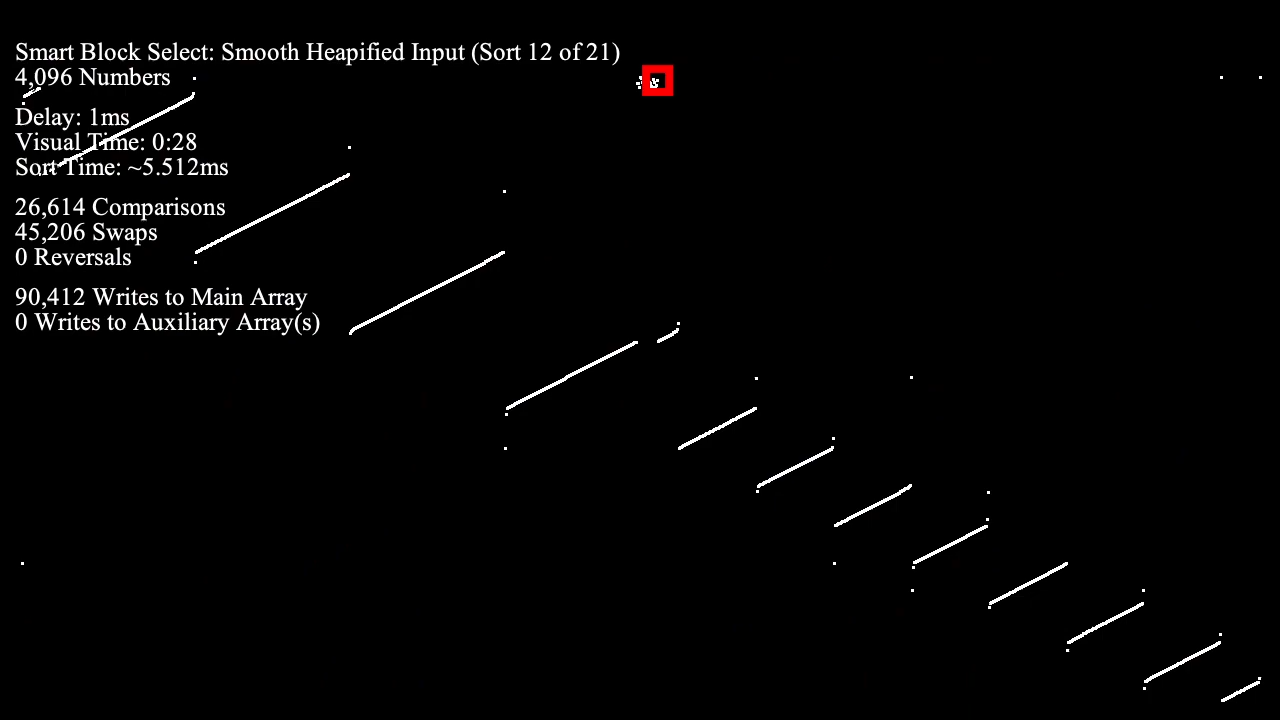 Smart Block Select: Smooth Heapified Input (Sort 12 of 21)
4,096 Numbers
Delay: 1ms
Visual Time: 0:28
Sort Time: ~5.512ms
26,614 Comparisons
45,206 Swaps
0 Reversals
90,412 Writes to Main Array
0 Writes to Auxiliary Array(s)